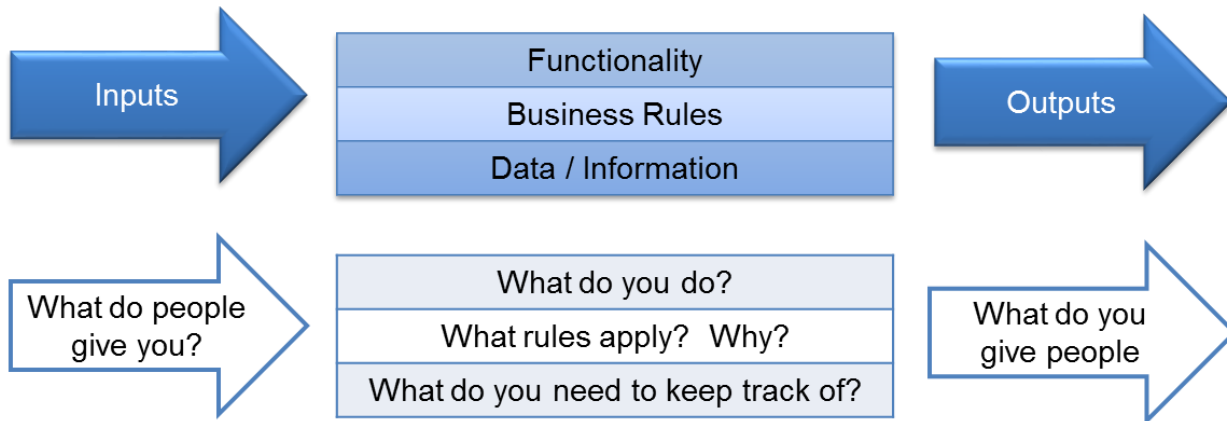 Inputs
Functionality
Business Rules
Data / Information
Outputs
What do people
give you?
What do you do?
What rules apply?  Why?
What do you need to keep track of?
What do you
give people